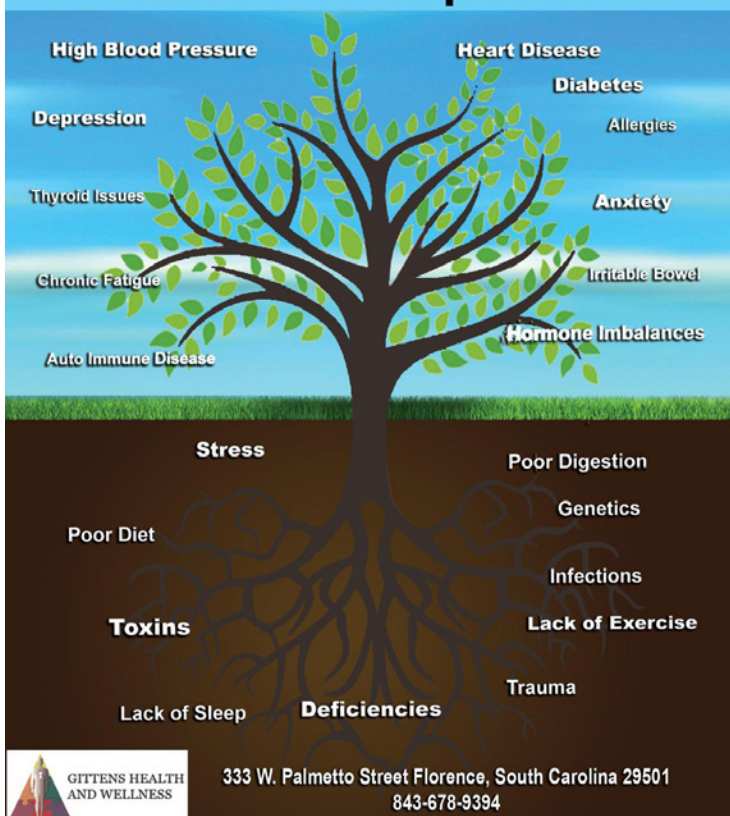 High Blood Pressure
Heart Disease
Diabetes
Depression
Allergies
Thyroid Issues
Anxiety
Chronic Fatigue
Irritable Bowel
Hormone Imbalances
Auto Immune Disease
Stress
Poor Digestion
Genetics
Poor Diet
Infections
Toxins
Lack of Exercise
Trauma
Lack of Sleep
Deficiencies
GITTENS HEALTH
AND WELLNESS
333 W. Palmetto Street Florence, South Carolina 29501
843-678-9394